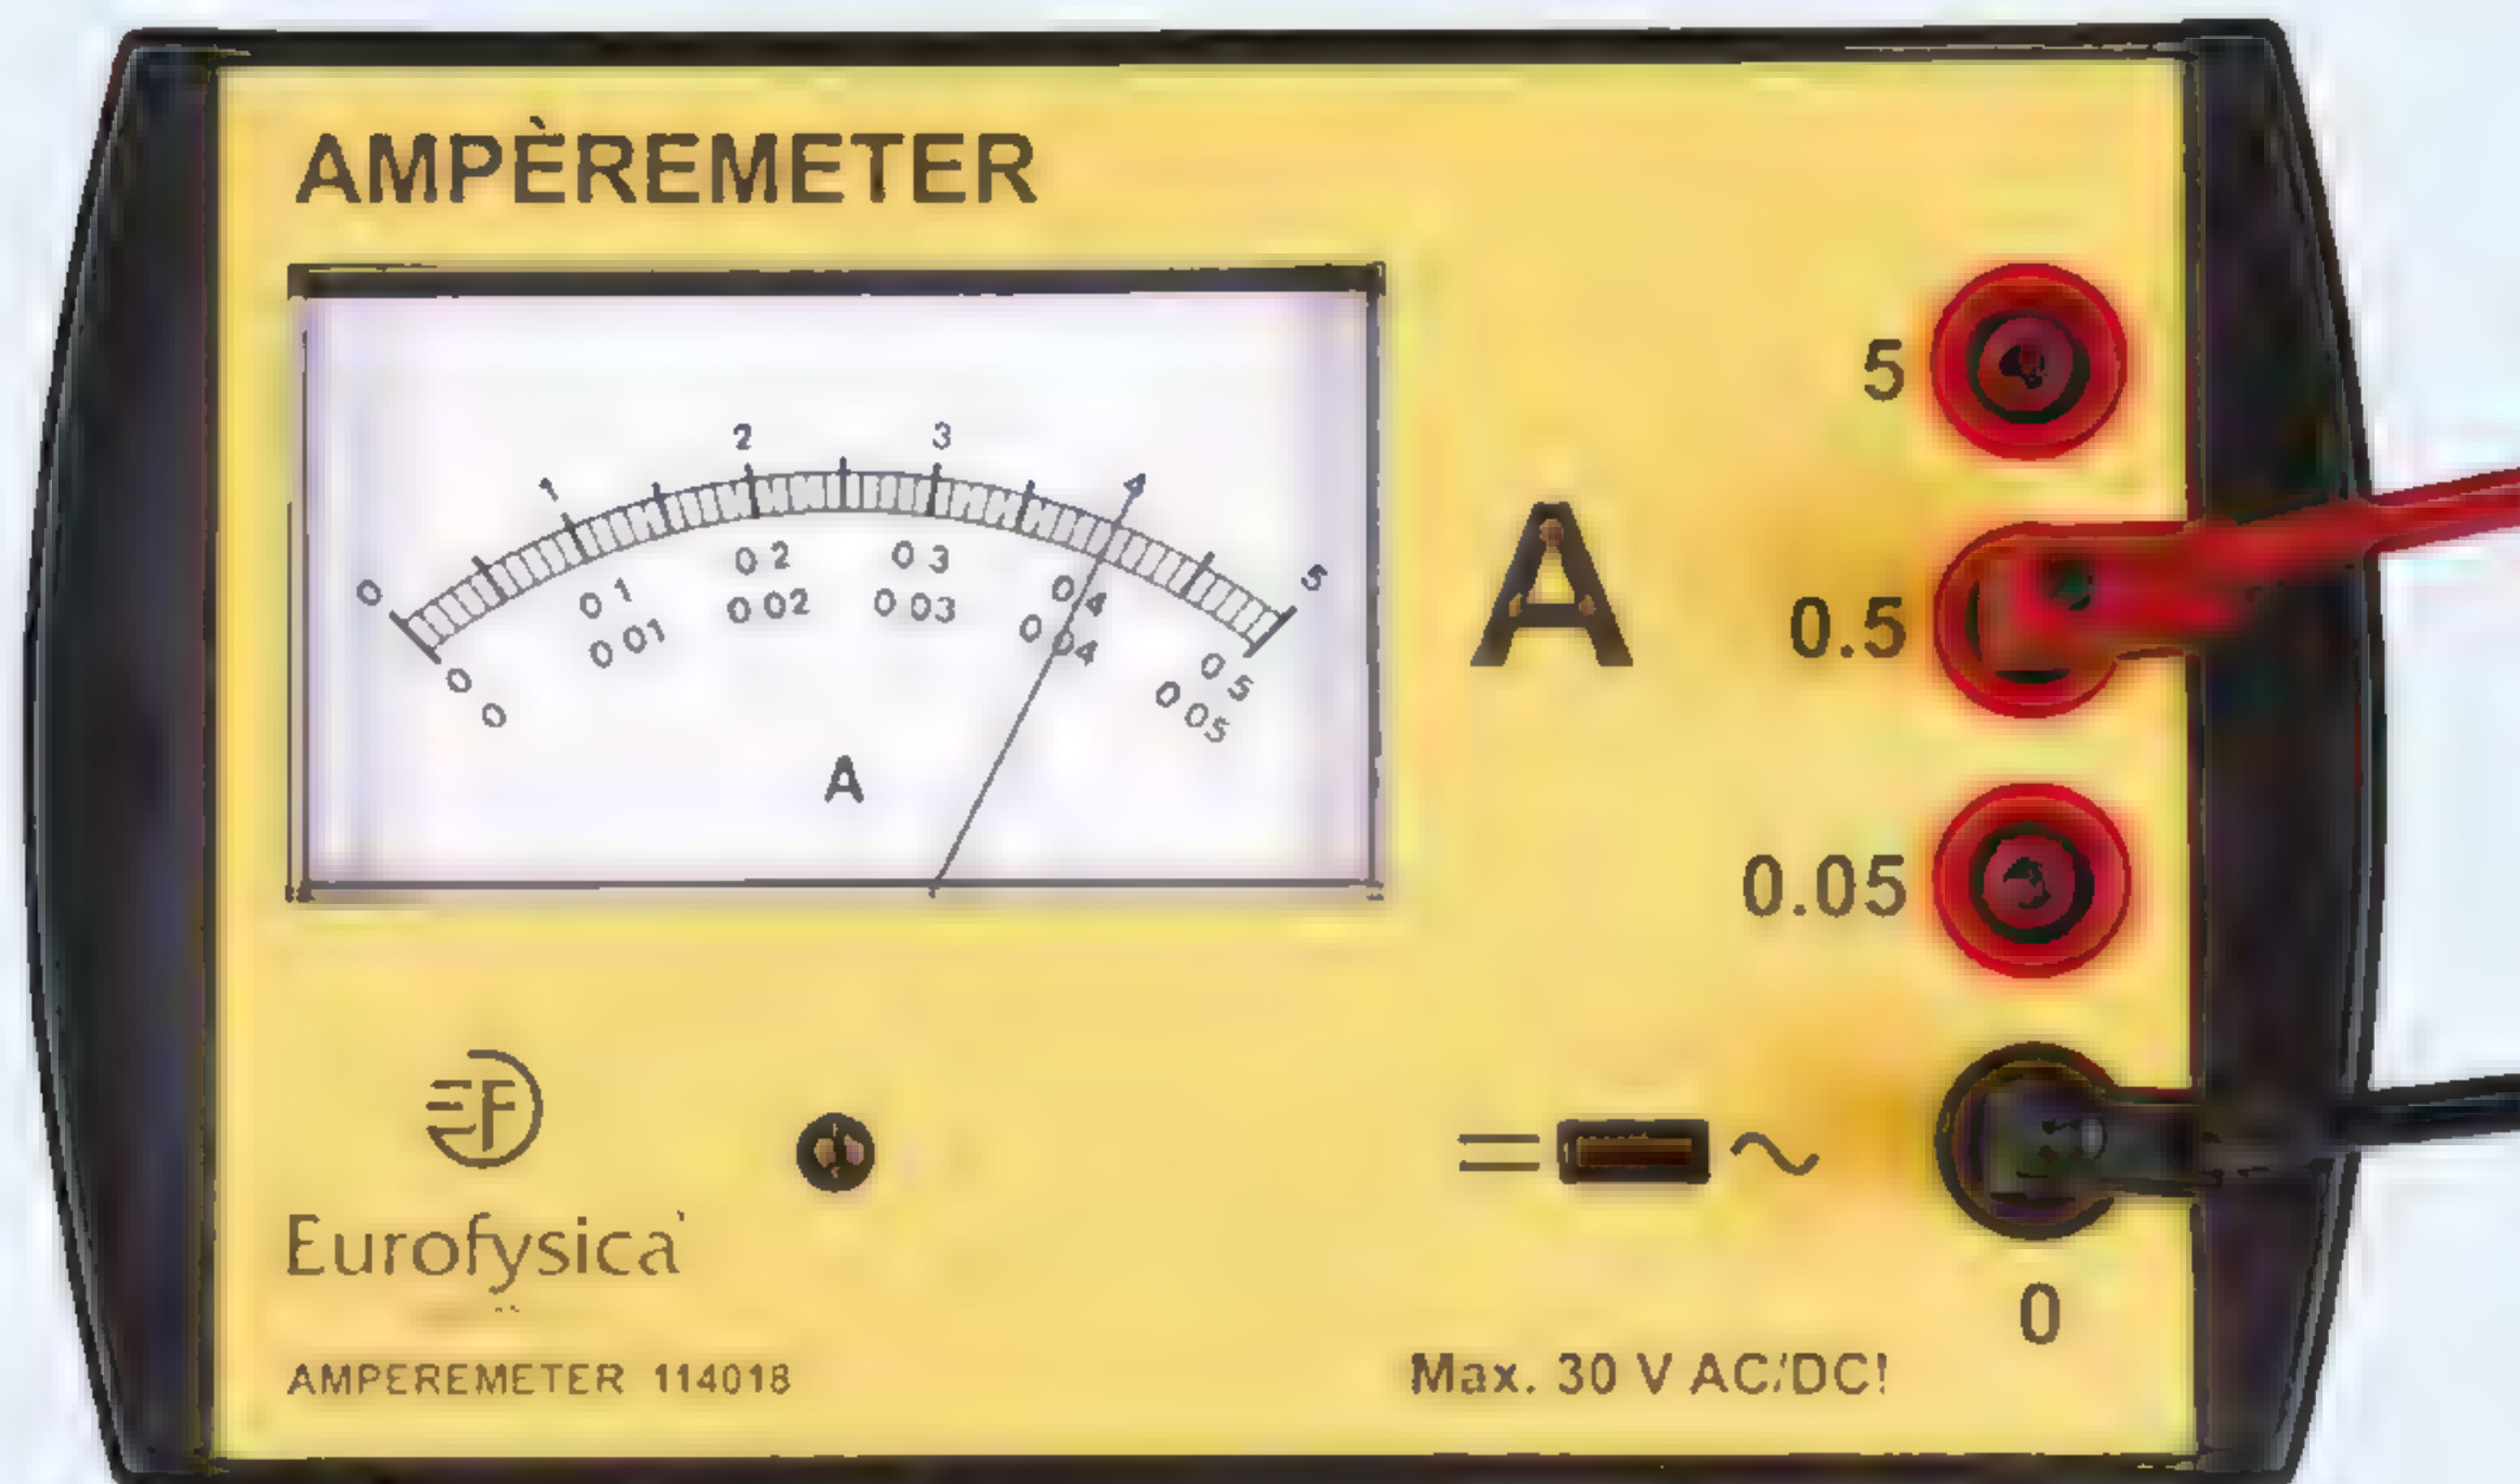 AMPÈREMETER
5
2 3
1 4
0 5
0 1 0 2 0 3 0 4
0 01 0 02 0 03 0 04
0 0 5
0 0 05
A
A
0.5
0.05
EF
Eurofysica
0
AMPEREMETER 114018
Max. 30 V AC/DC!